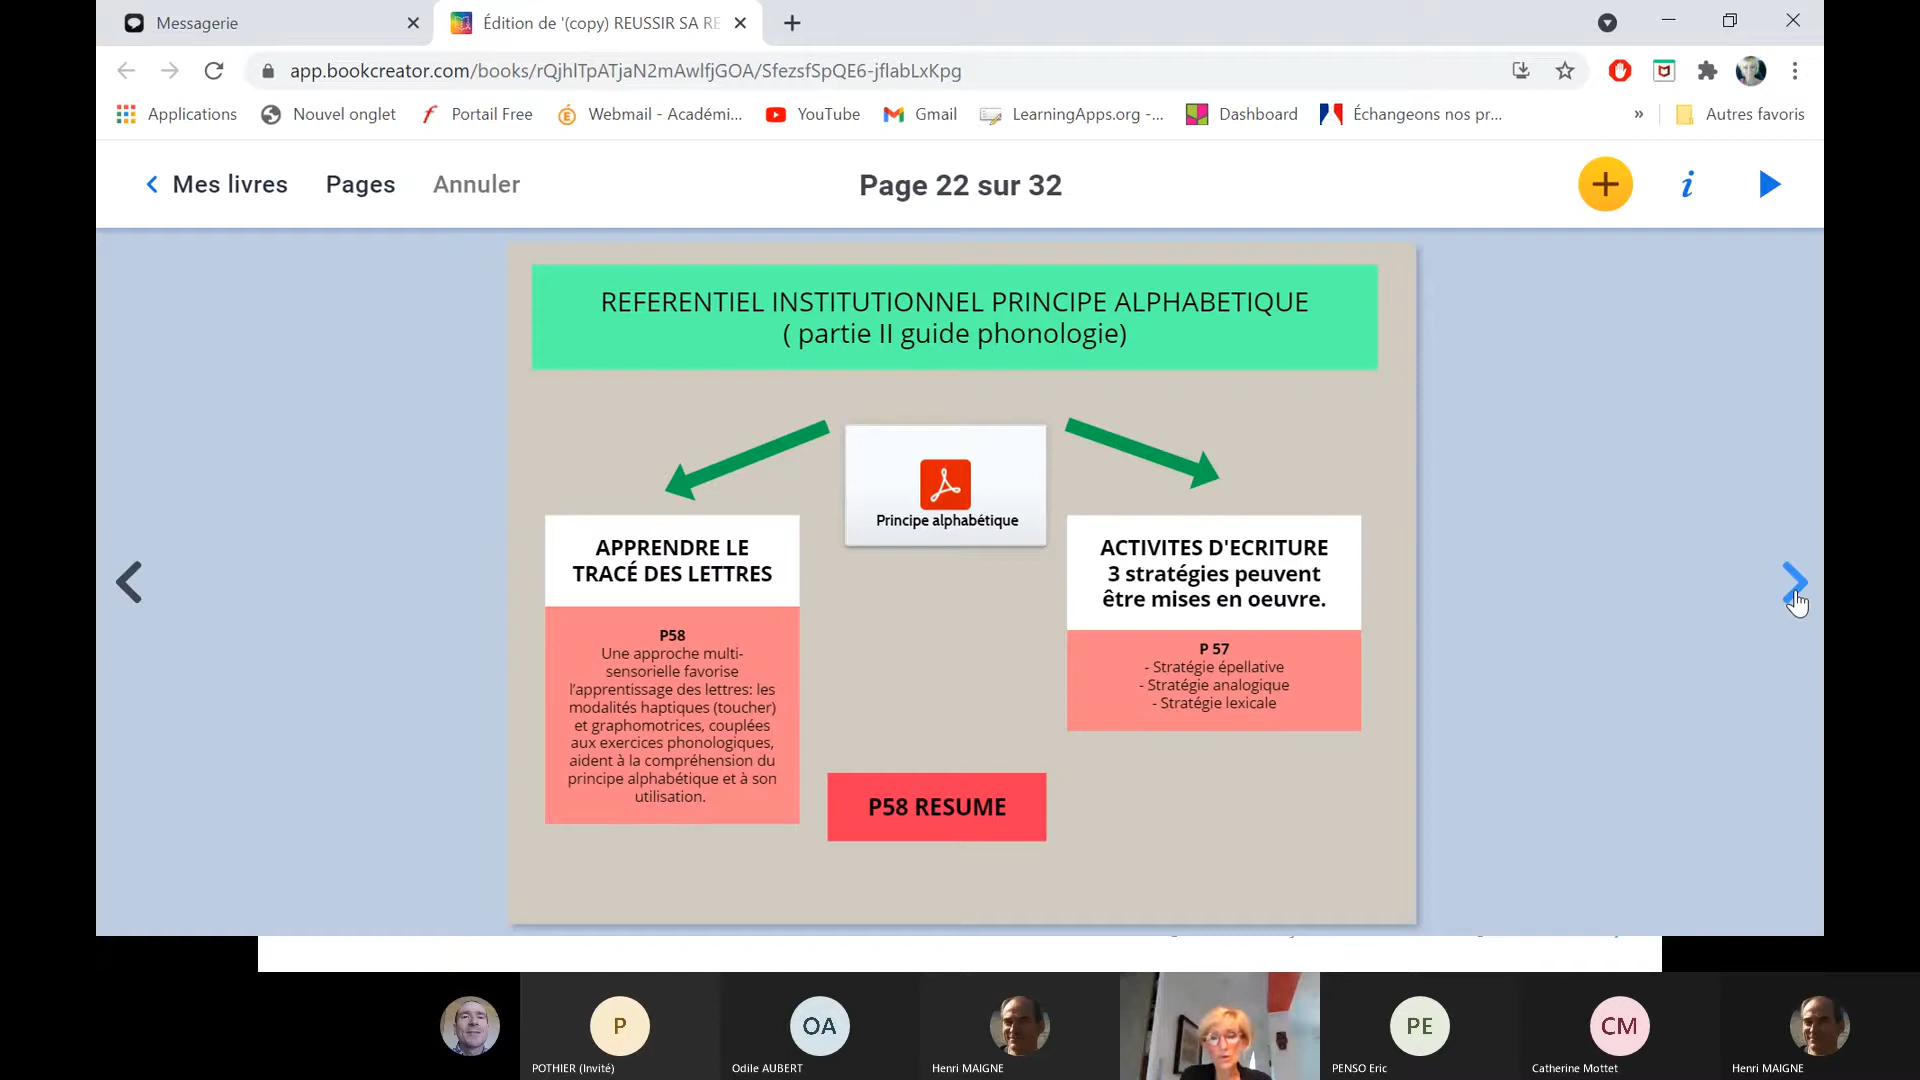 Messagerie
Édition de '(copy) REUSSIR SA RE
app.bookcreator.com/books/rQjhlTpATjaN2mAwlfjGOA/SfezsfSpQE6-jflabLxKpg
Applications
Nouvel onglet
Portail Free
Webmail - Académi...
YouTube
Gmail
LearningApps.org -...
Dashboard
Échangeons nos pr...
»
Autres favoris
Mes livres
Pages
Annuler
Page 22 sur 32
REFERENTIEL INSTITUTIONNEL PRINCIPE ALPHABETIQUE
( partie II guide phonologie)
Principe alphabétique
APPRENDRE LE
TRACÉ DES LETTRES
P58
Une approche multi-
sensorielle favorise
l'apprentissage des lettres: les
modalités haptiques (toucher)
et graphomotrices, couplées
aux exercices phonologiques,
aident à la compréhension du
principe alphabétique et à son
utilisation.
ACTIVITES D'ECRITURE
3 stratégies peuvent
être mises en oeuvre.
P 57
- Stratégie épellative
- Stratégie analogique
- Stratégie lexicale
P58 RESUME
P
POTHIER (Invité)
OA
Odile AUBERT
Henri MAIGNE
PE
PENSO Eric
CM
Catherine Mottet
Henri MAIGNE